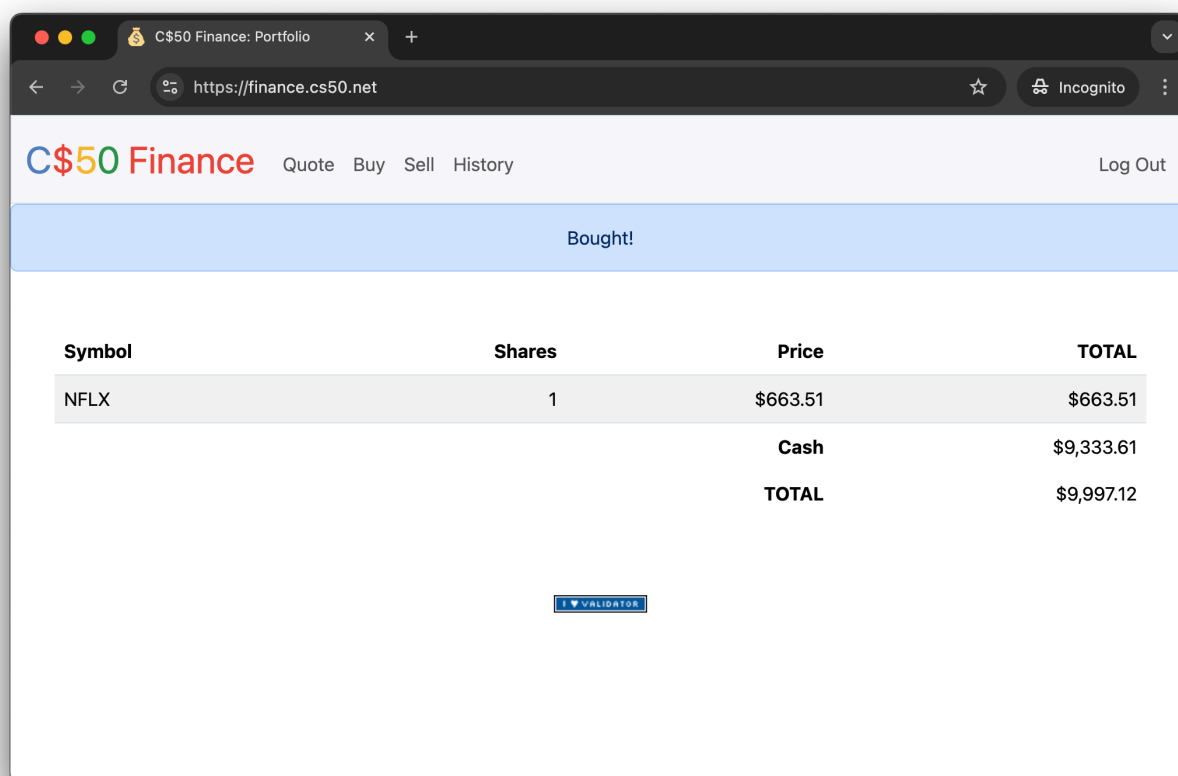 C$50 Finance: Portfolio
https://finance.cs50.net
Incognito
C$50 Finance Quote Buy Sell History Log Out
Bought!
Symbol Shares Price TOTAL
NFLX 1 $663.51 $663.51
Cash $9,333.61
TOTAL $9,997.12
I ♥ VALIDATOR